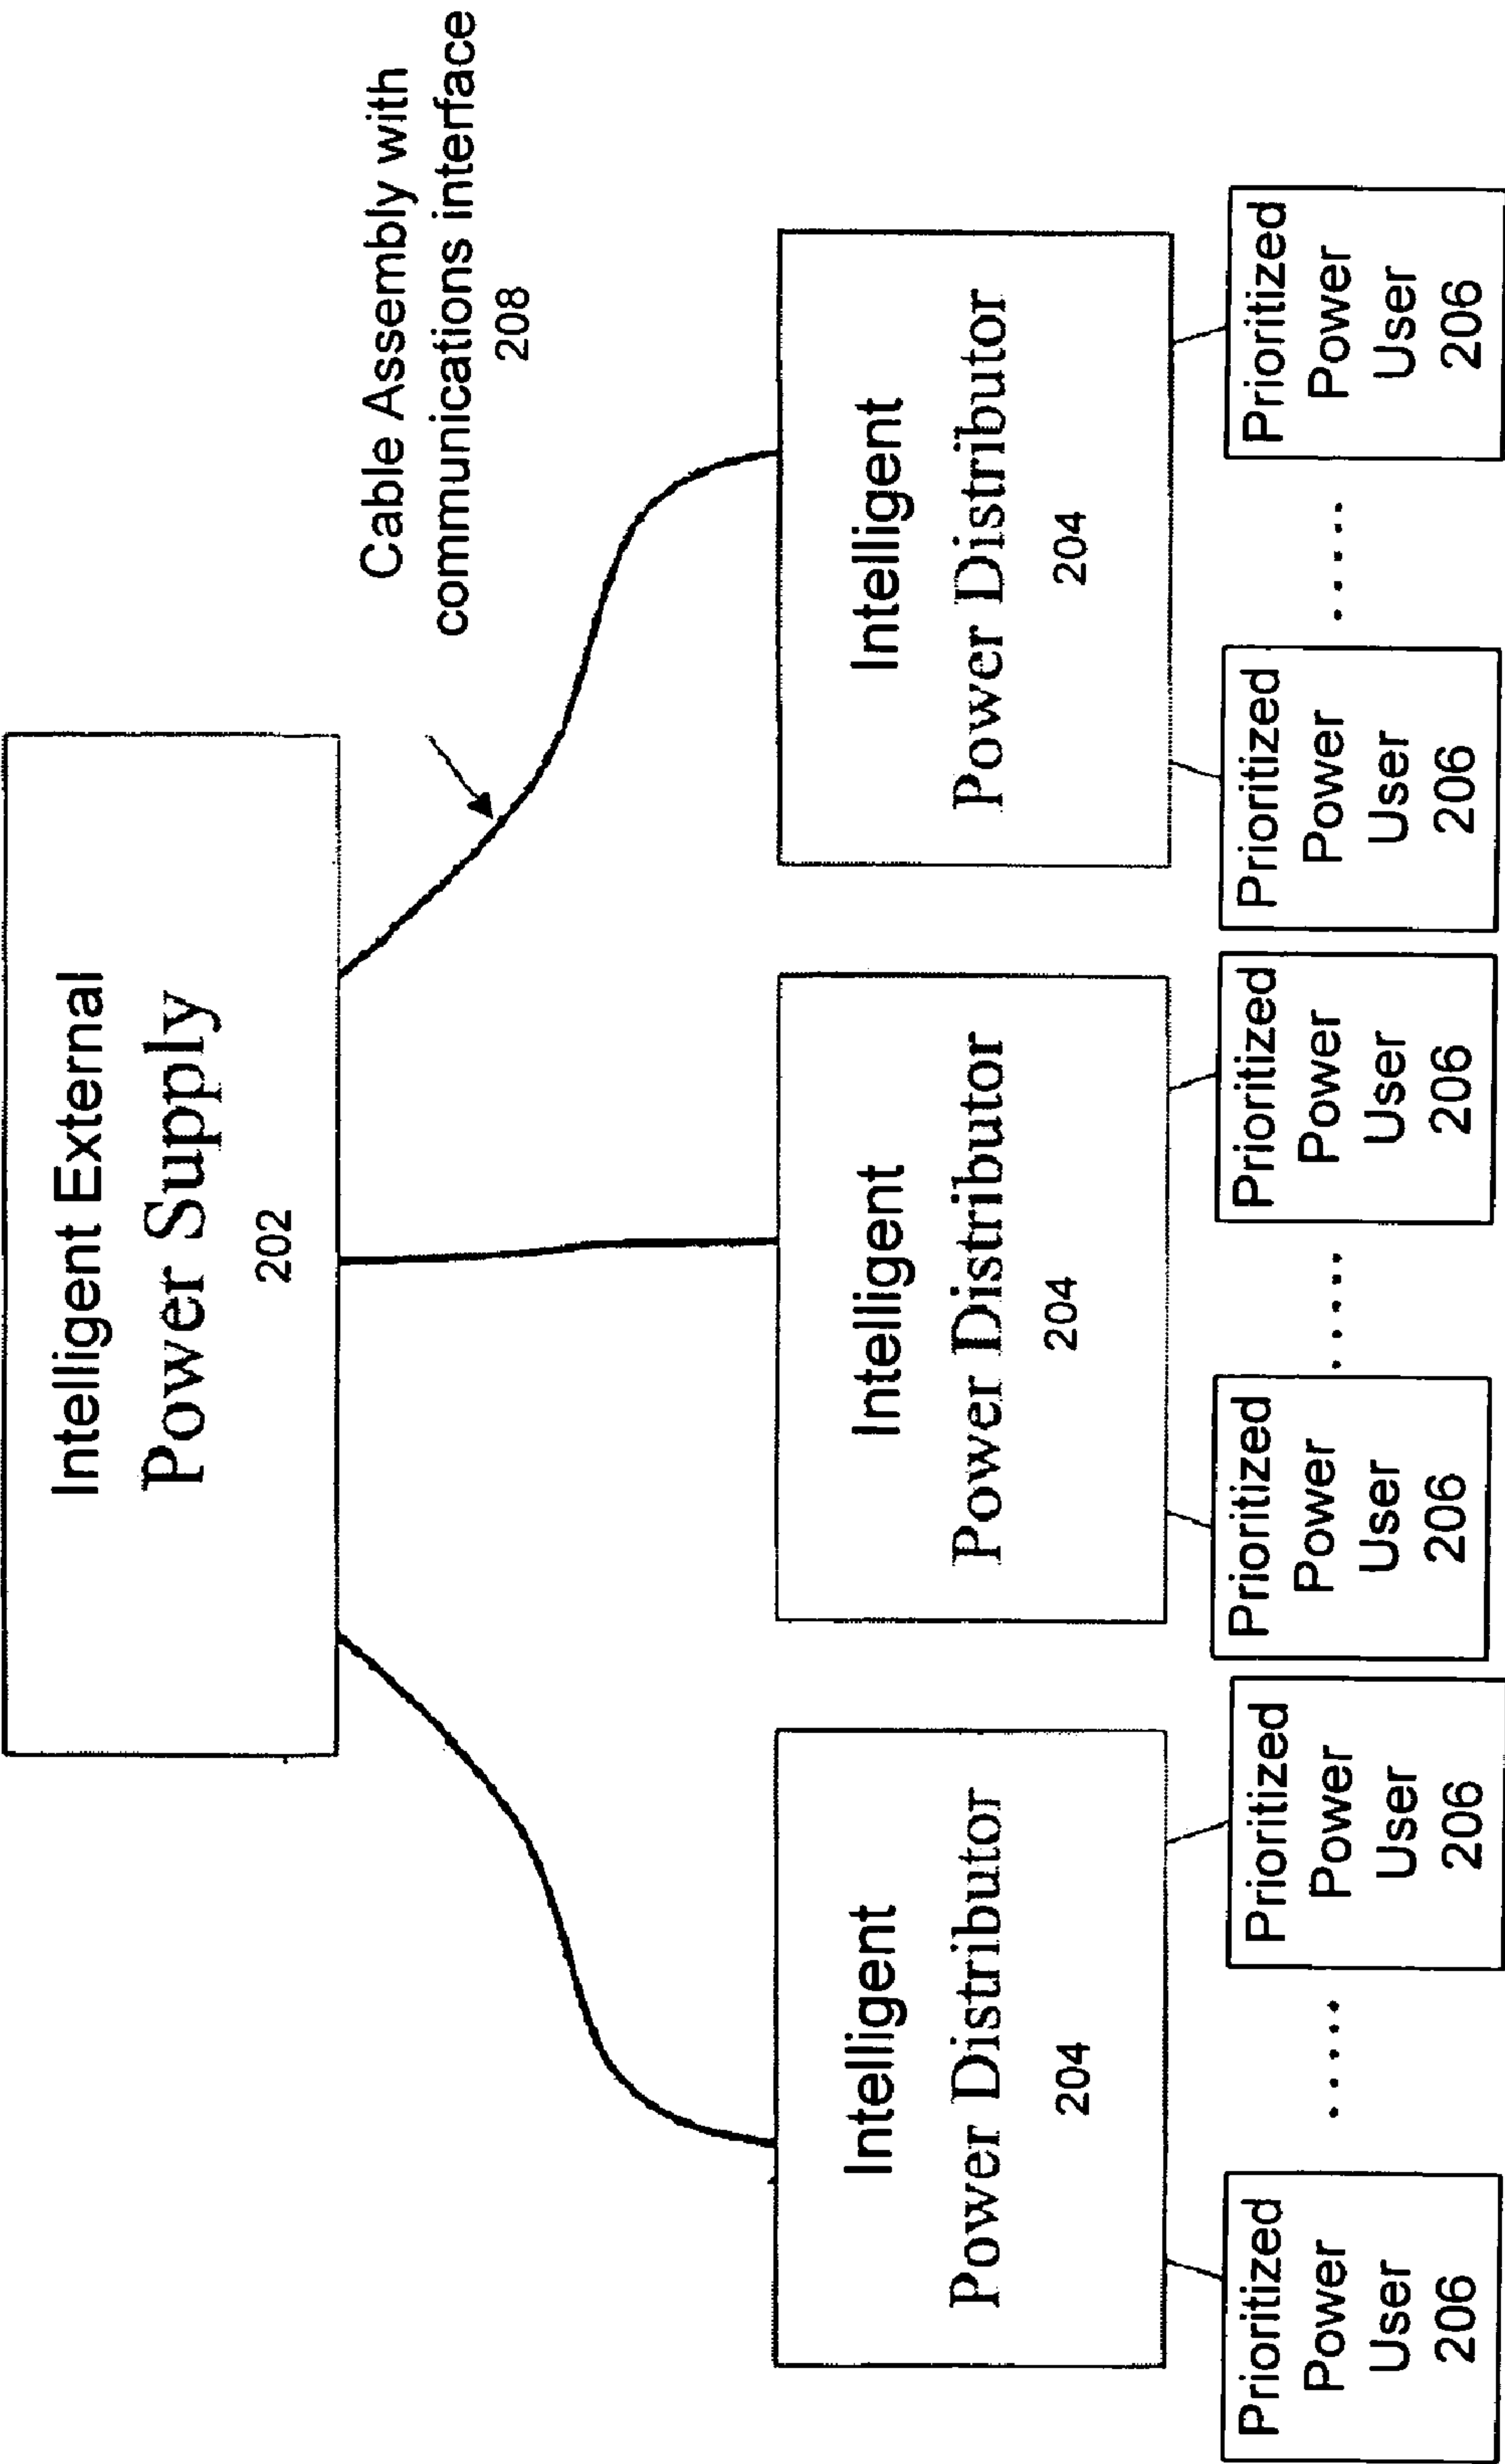 Intelligent External
Power Supply
202
Cable Assembly with
communications interface
208
Intelligent
Power Distributor
204
Intelligent
Power Distributor
204
Intelligent
Power Distributor
204
Prioritized
Power
User
206
.....
Prioritized
Power
User
206
Prioritized
Power
User
206
.....
Prioritized
Power
User
206
Prioritized
Power
User
206
.....
Prioritized
Power
User
206